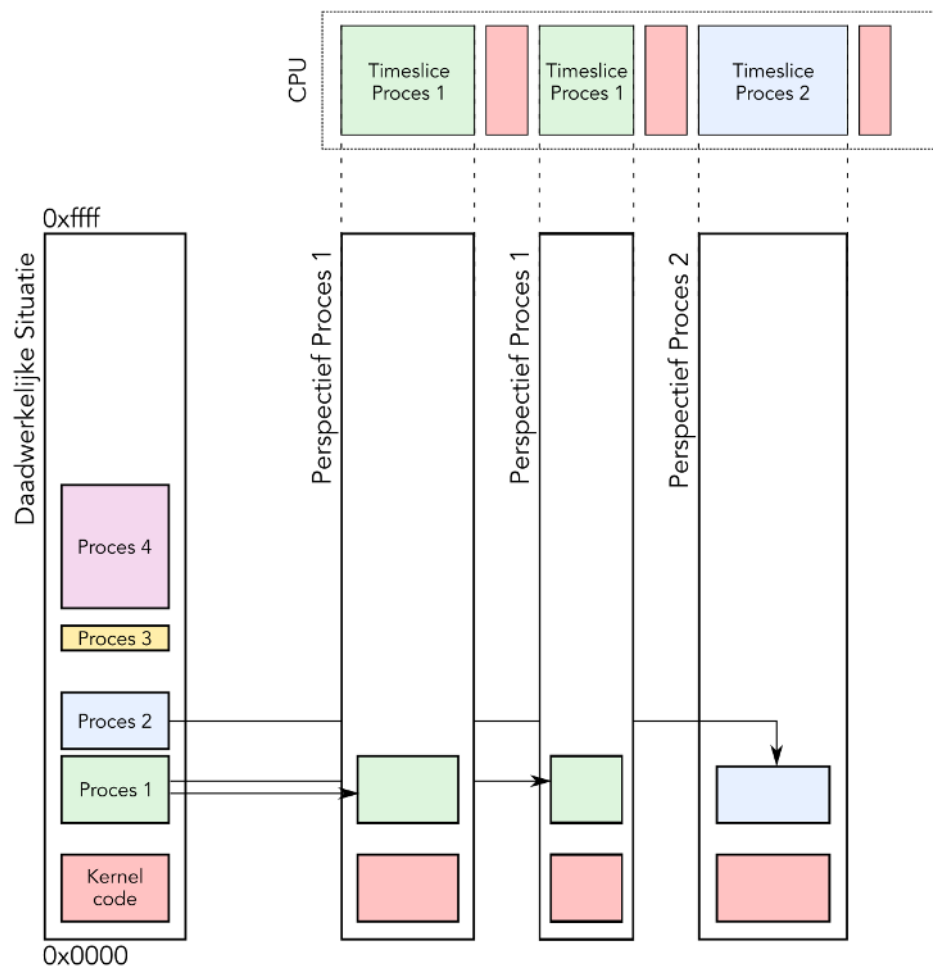 CPU
Timeslice
Proces 1
Timeslice
Proces 1
Timeslice
Proces 2
0xffff
Daadwerkelijke Situatie
Perspectief Proces 1
Perspectief Proces 1
Perspectief Proces 2
Proces 4
Proces 3
Proces 2
Proces 1
Kernel
code
0x0000